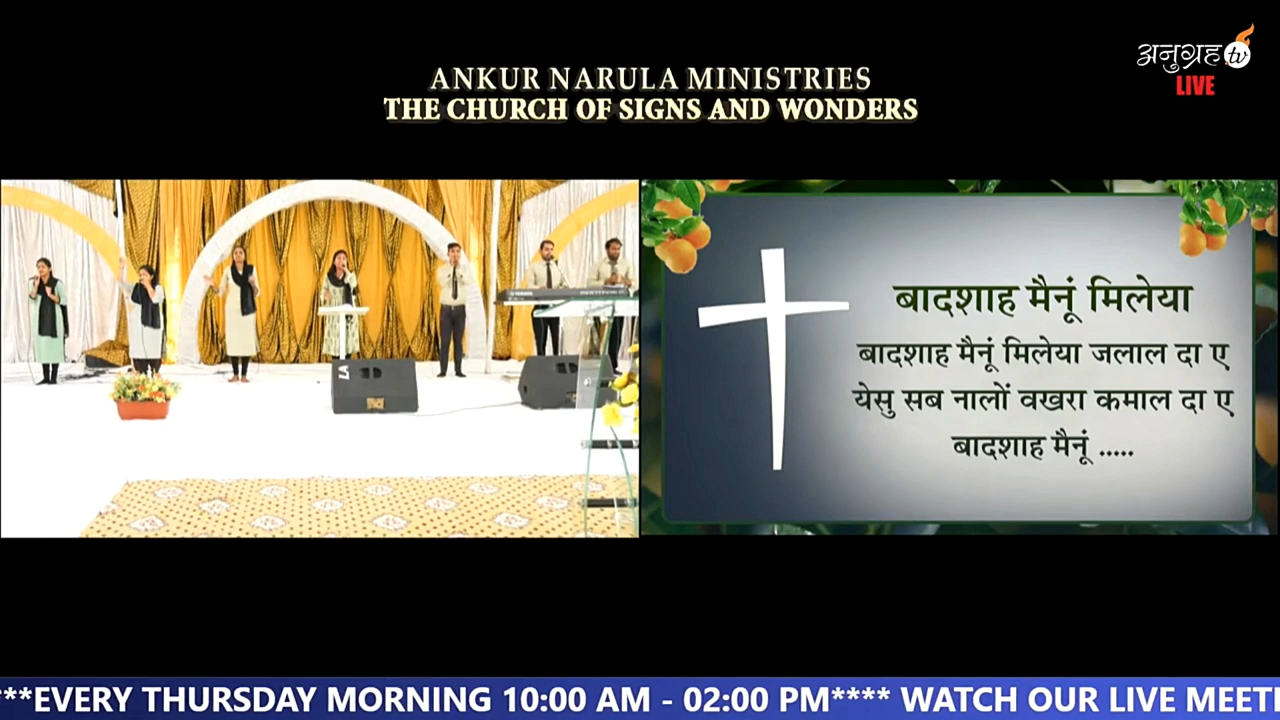 अनुग्रह tv
LIVE
ANKUR NARULA MINISTRIES
THE CHURCH OF SIGNS AND WONDERS
बादशाह मैनूं मिलेया
बादशाह मैनूं मिलेया जलाल दा ए
येसु सब नालों वखरा कमाल दा ए
बादशाह मैनूं .....
***EVERY THURSDAY MORNING 10:00 AM - 02:00 PM**** WATCH OUR LIVE MEETI